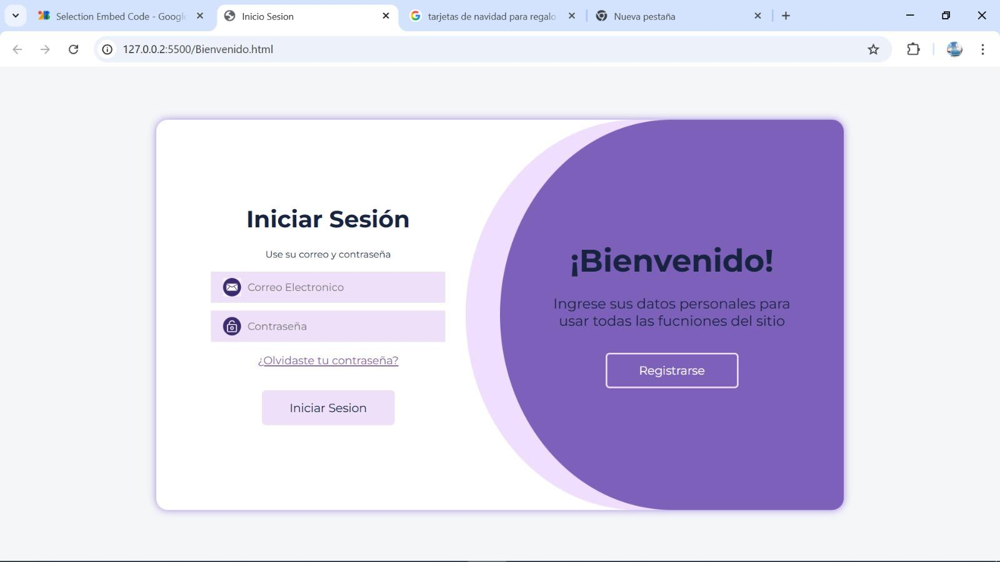 Selection Embed Code - Google
Inicio Sesion
tarjetas de navidad para regalo
Nueva pestaña
127.0.0.2:5500/Bienvenido.html
Iniciar Sesión
Use su correo y contraseña
Correo Electronico
Contraseña
¿Olvidaste tu contraseña?
Iniciar Sesion
¡Bienvenido!
Ingrese sus datos personales para
usar todas las fucniones del sitio
Registrarse